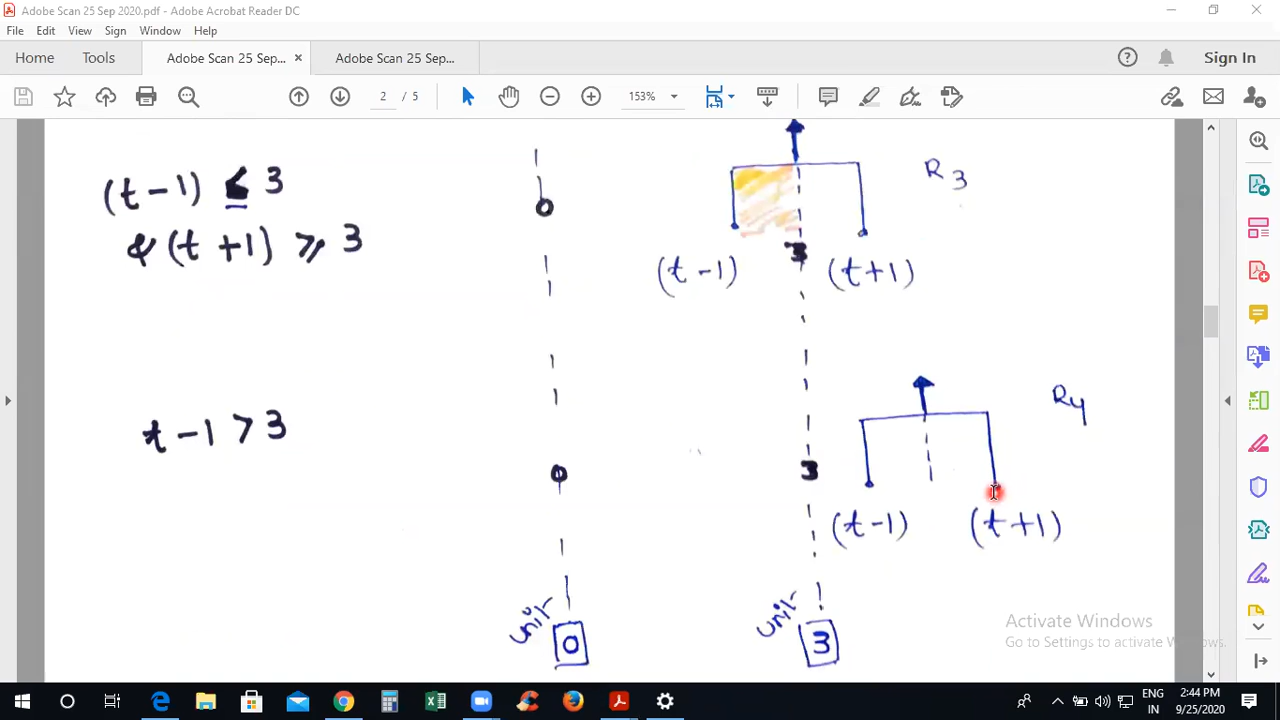 Adobe Scan 25 Sep 2020.pdf - Adobe Acrobat Reader DC
File Edit View Sign Window Help
Home Tools Adobe Scan 25 Sep... × Adobe Scan 25 Sep... Sign In
2 / 5 153%
(t-1) ≤ 3
& (t+1) ≥ 3
0
3
R3
(t-1) (t+1)
t-1 > 3
0
3
R4
(t-1) (t+1)
unit 0
unit 3
Activate Windows
Go to Settings to activate Windows.
ENG
IN
2:44 PM
9/25/2020